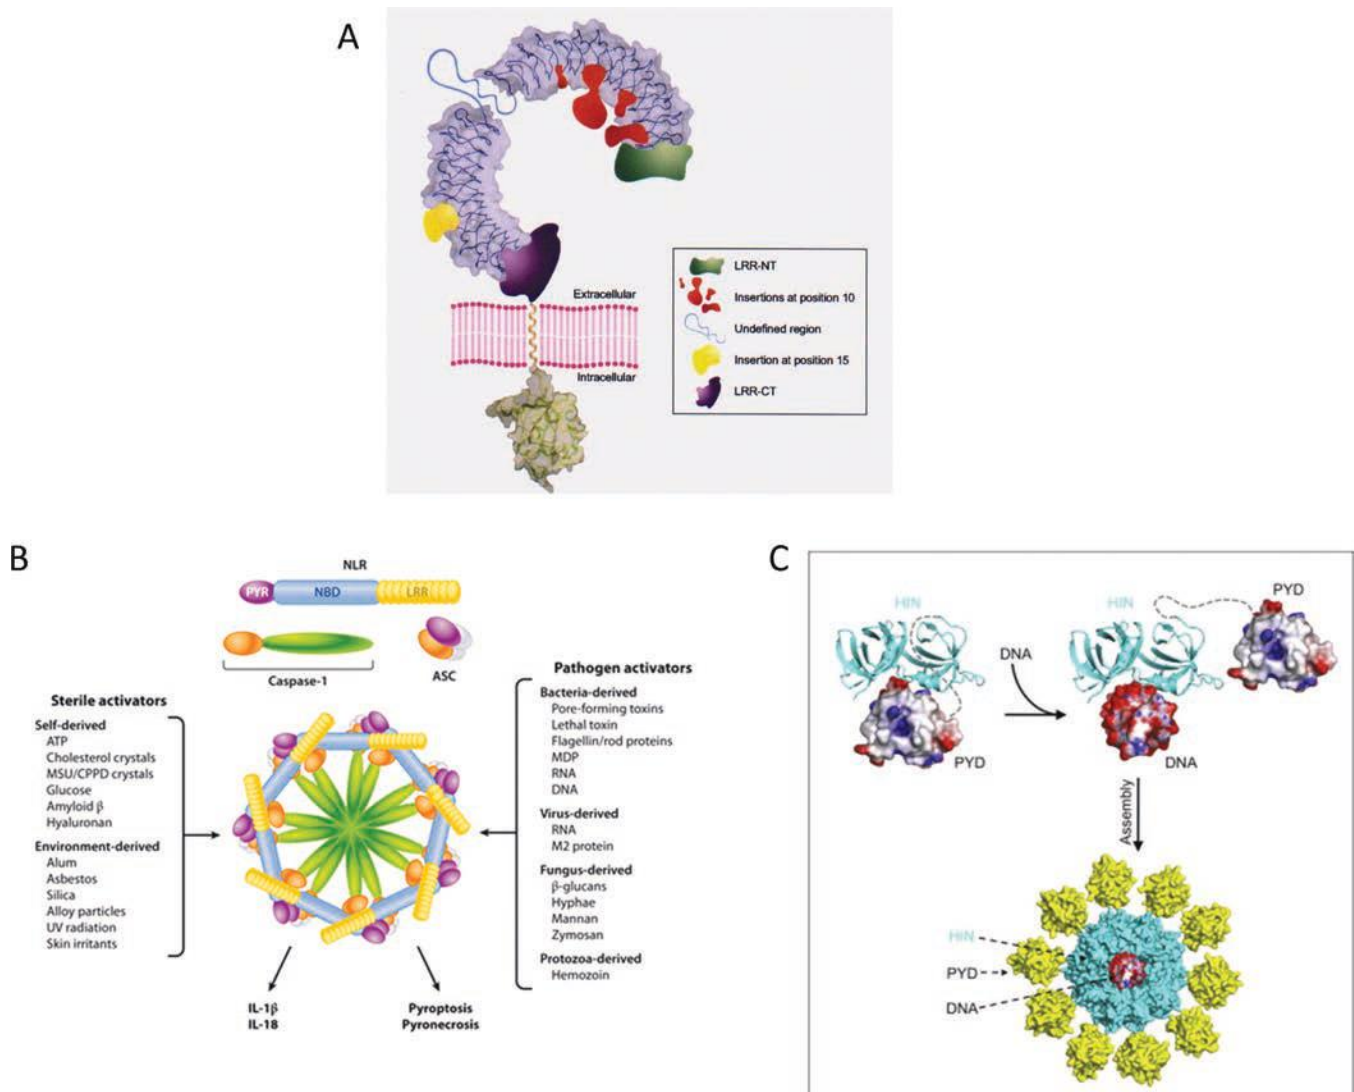 A
Extracellular
Intracellular
LRR-NT
Insertions at position 10
Undefined region
Insertion at position 15
LRR-CT
B
NLR
PYR
NBD
LRR
Caspase-1
ASC
Sterile activators
Self-derived
ATP
Cholesterol crystals
MSU/CPPD crystals
Glucose
Amyloid β
Hyaluronan
Environment-derived
Alum
Asbestos
Silica
Alloy particles
UV radiation
Skin irritants
Pathogen activators
Bacteria-derived
Pore-forming toxins
Lethal toxin
Flagellin/rod proteins
MDP
RNA
DNA
Virus-derived
RNA
M2 protein
Fungus-derived
β-glucans
Hyphae
Mannan
Zymosan
Protozoa-derived
Hemozoin
IL-1β
IL-18
Pyroptosis
Pyronecrosis
C
HIN
PYD
DNA
HIN
PYD
DNA
Assembly
HIN
PYD
DNA